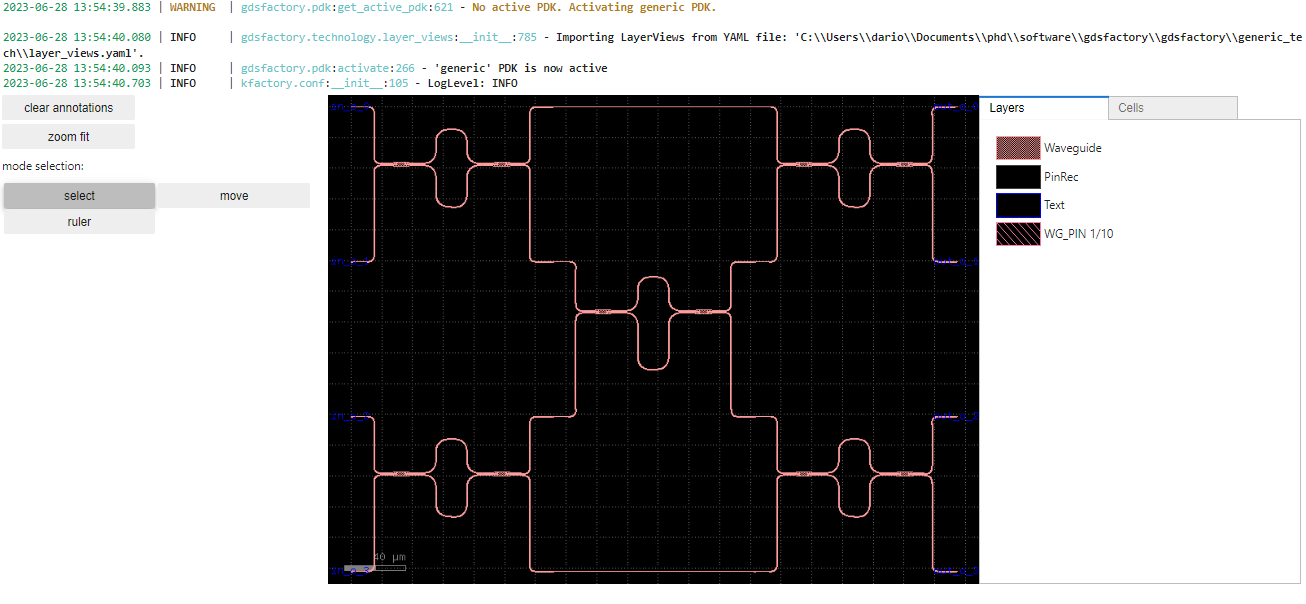 2023-06-28 13:54:39.883 | WARNING  | gdsfactory.pdk:get_active_pdk:621 - No active PDK. Activating generic PDK.
2023-06-28 13:54:40.080 | INFO     | gdsfactory.technology.layer_views:__init__:785 - Importing LayerViews from YAML file: 'C:\\Users\\dario\\Documents\\phd\\software\\gdsfactory\\gdsfactory\\generic_te
ch\\layer_views.yaml'.
2023-06-28 13:54:40.093 | INFO     | gdsfactory.pdk:activate:266 - 'generic' PDK is now active
2023-06-28 13:54:40.703 | INFO     | kfactory.conf:__init__:105 - LogLevel: INFO
clear annotations
zoom fit
mode selection:
select
move
ruler
40 μm
Layers
Cells
Waveguide
PinRec
Text
WG_PIN 1/10